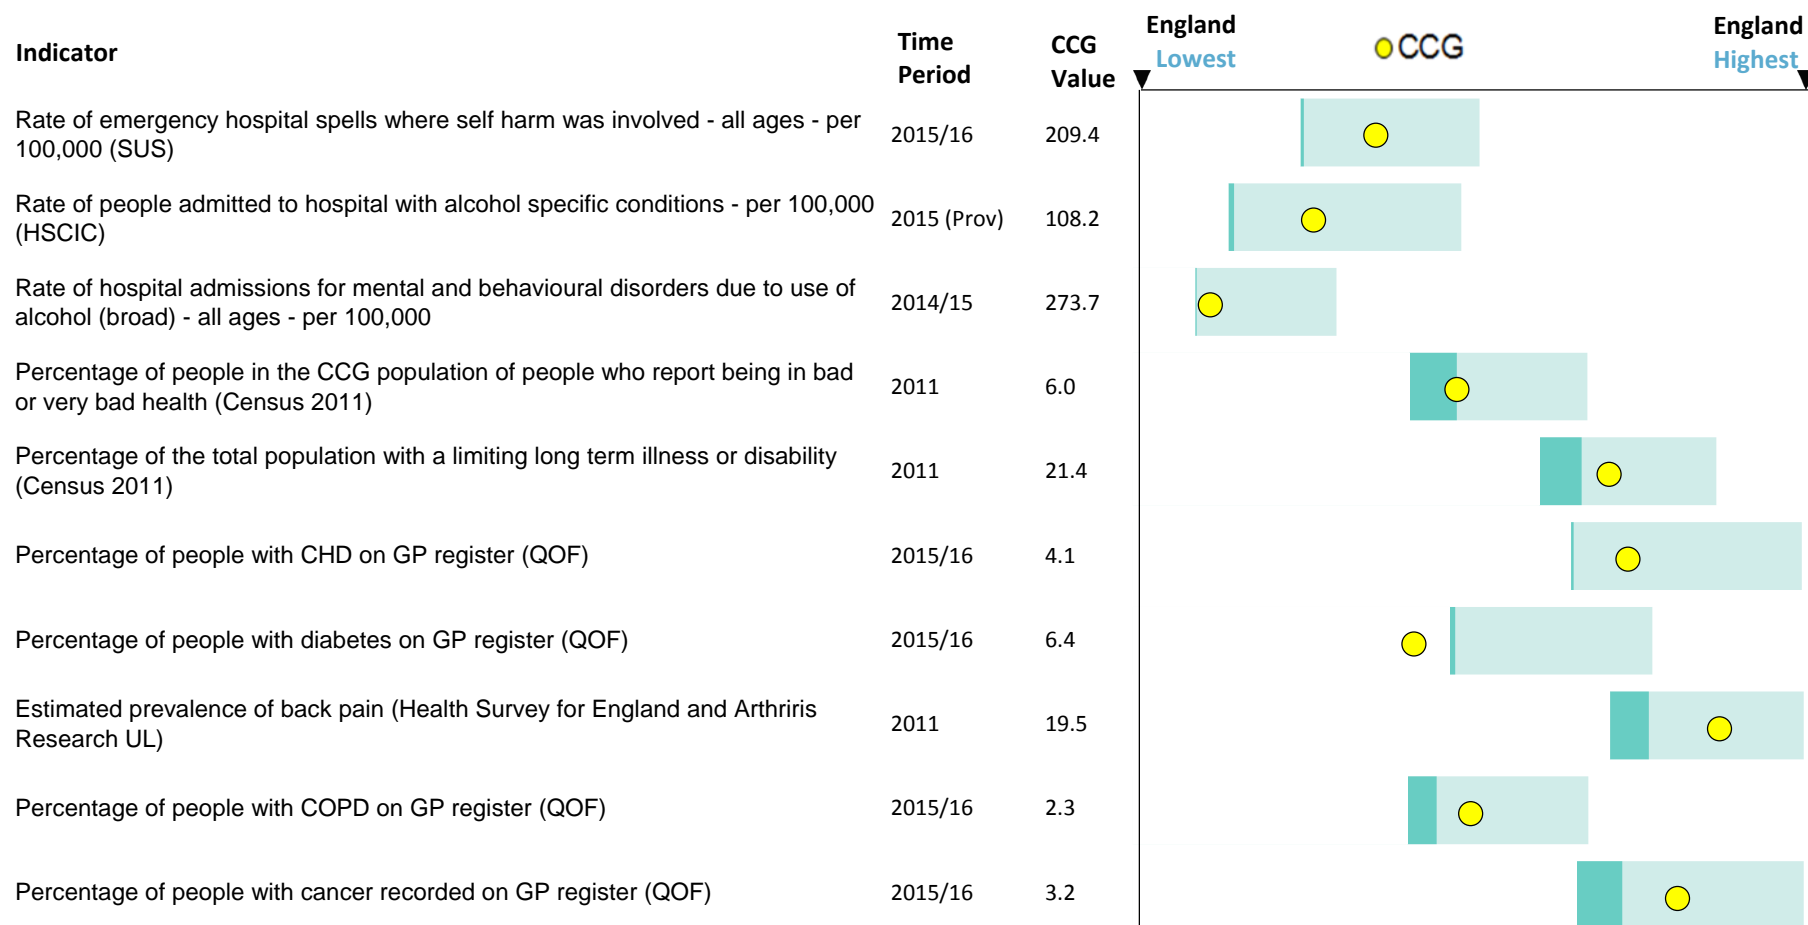 Indicator
Time
Period
CCG
Value
England
Lowest
CCG
England
Highest
Rate of emergency hospital spells where self harm was involved - all ages - per
100,000 (SUS)
2015/16
209.4
Rate of people admitted to hospital with alcohol specific conditions - per 100,000
(HSCIC)
2015 (Prov)
108.2
Rate of hospital admissions for mental and behavioural disorders due to use of
alcohol (broad) - all ages - per 100,000
2014/15
273.7
Percentage of people in the CCG population of people who report being in bad
or very bad health (Census 2011)
2011
6.0
Percentage of the total population with a limiting long term illness or disability
(Census 2011)
2011
21.4
Percentage of people with CHD on GP register (QOF)
2015/16
4.1
Percentage of people with diabetes on GP register (QOF)
2015/16
6.4
Estimated prevalence of back pain (Health Survey for England and Arthriris
Research UL)
2011
19.5
Percentage of people with COPD on GP register (QOF)
2015/16
2.3
Percentage of people with cancer recorded on GP register (QOF)
2015/16
3.2